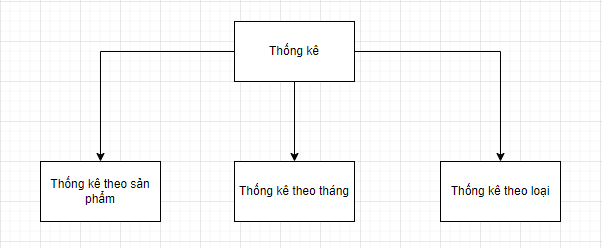 Thống kê
Thống kê theo sản
phẩm
Thống kê theo tháng
Thống kê theo loại